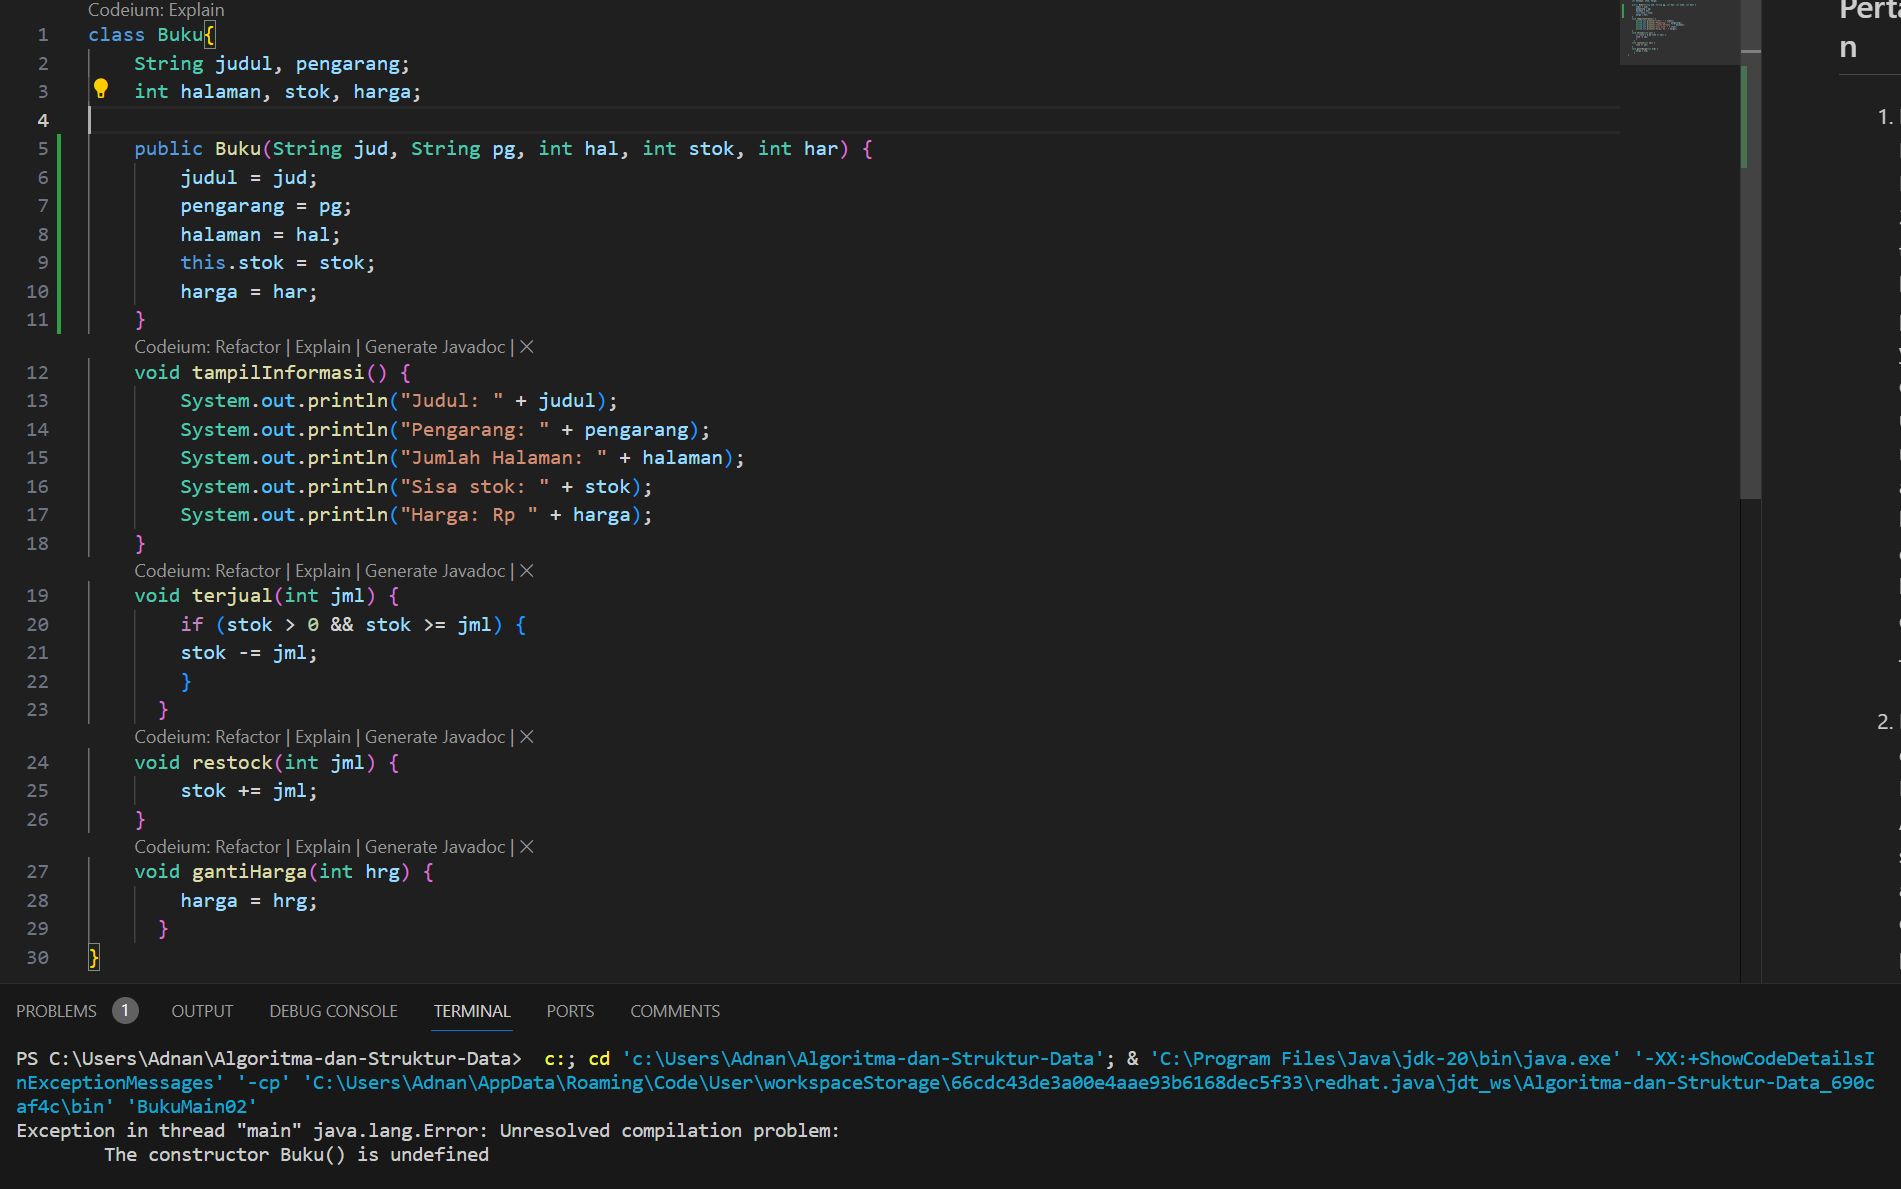 Codeium: Explain
1 class Buku{
2 String judul, pengarang;
3 int halaman, stok, harga;
4
5 public Buku(String jud, String pg, int hal, int stok, int har) {
6 judul = jud;
7 pengarang = pg;
8 halaman = hal;
9 this.stok = stok;
10 harga = har;
11 }
Codeium: Refactor | Explain | Generate Javadoc | ×
12 void tampilInformasi() {
13 System.out.println("Judul: " + judul);
14 System.out.println("Pengarang: " + pengarang);
15 System.out.println("Jumlah Halaman: " + halaman);
16 System.out.println("Sisa stok: " + stok);
17 System.out.println("Harga: Rp " + harga);
18 }
Codeium: Refactor | Explain | Generate Javadoc | ×
19 void terjual(int jml) {
20 if (stok > 0 && stok >= jml) {
21 stok -= jml;
22 }
23 }
Codeium: Refactor | Explain | Generate Javadoc | ×
24 void restock(int jml) {
25 stok += jml;
26 }
Codeium: Refactor | Explain | Generate Javadoc | ×
27 void gantiHarga(int hrg) {
28 harga = hrg;
29 }
30 }
n
1.
2.
PROBLEMS 1 OUTPUT DEBUG CONSOLE TERMINAL PORTS COMMENTS
PS C:\Users\Adnan\Algoritma-dan-Struktur-Data> c:; cd 'c:\Users\Adnan\Algoritma-dan-Struktur-Data'; & 'C:\Program Files\Java\jdk-20\bin\java.exe' '-XX:+ShowCodeDetailsI
nExceptionMessages' '-cp' 'C:\Users\Adnan\AppData\Roaming\Code\User\workspaceStorage\66cdc43de3a00e4aae93b6168dec5f33\redhat.java\jdt_ws\Algoritma-dan-Struktur-Data_690c
af4c\bin' 'BukuMain02'
Exception in thread "main" java.lang.Error: Unresolved compilation problem:
The constructor Buku() is undefined